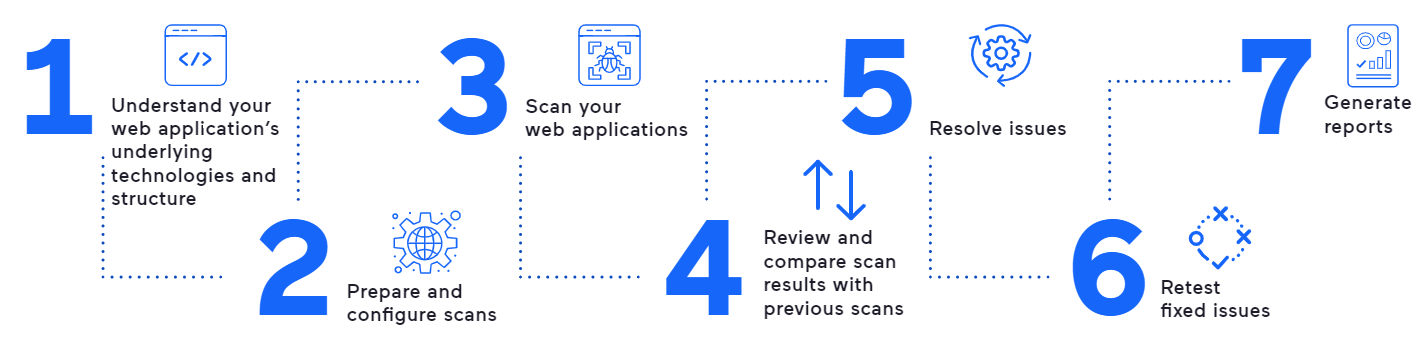 1
Understand your
web application's
underlying
technologies and
structure
2
Prepare and
configure scans
3
Scan your
web applications
4
Review and
compare scan
results with
previous scans
5
Resolve issues
6
Retest
fixed issues
7
Generate
reports